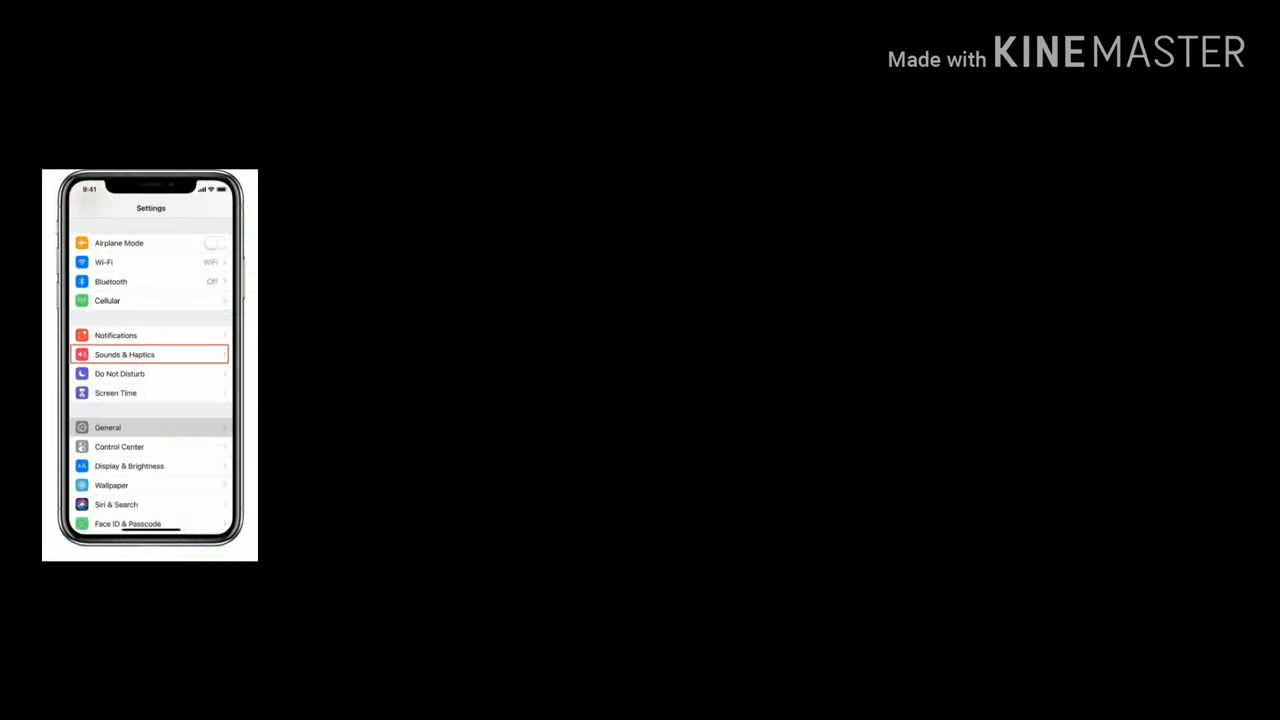 Made with KINEMASTER
9:41
Settings
Airplane Mode
Wi-Fi WiFi
Bluetooth Off
Cellular
Notifications
Sounds & Haptics
Do Not Disturb
Screen Time
General
Control Center
Display & Brightness
Wallpaper
Siri & Search
Face ID & Passcode